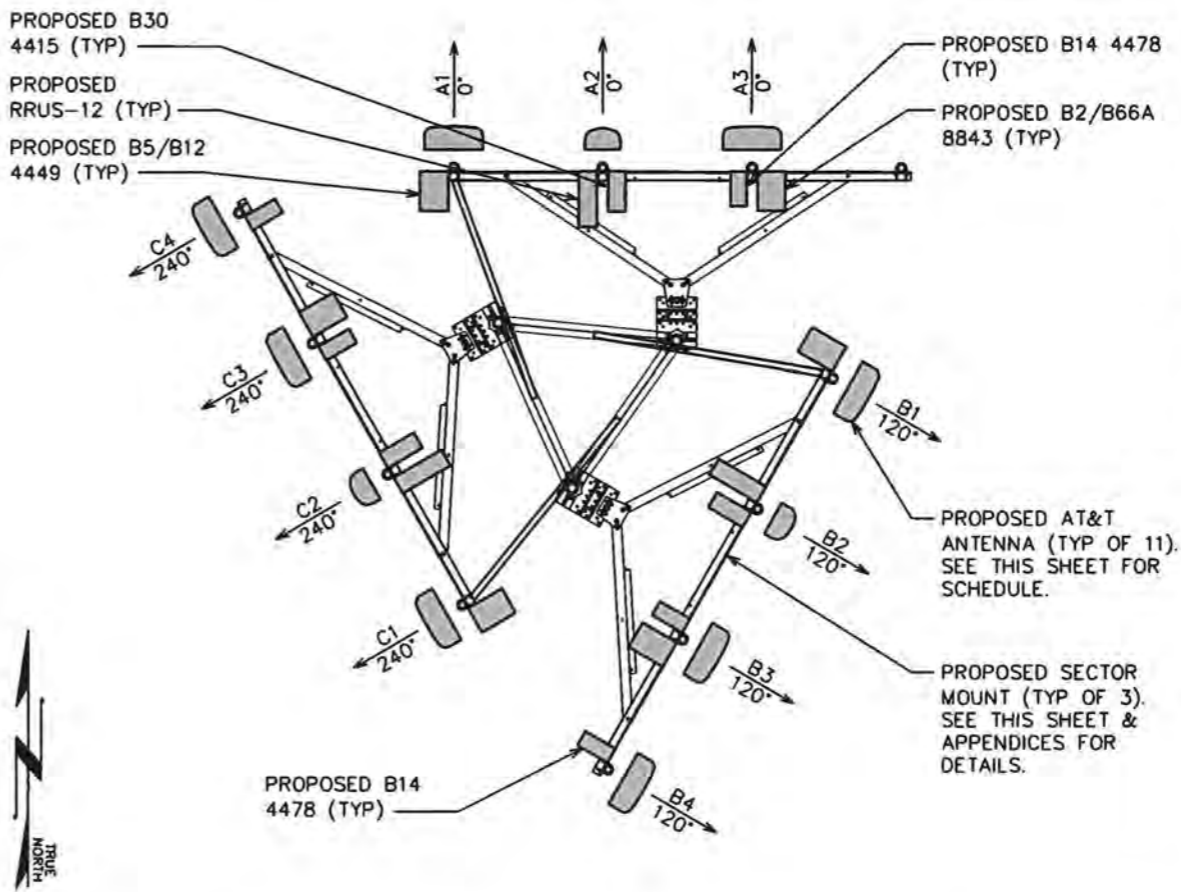 PROPOSED B30
4415 (TYP)
PROPOSED
RRUS-12 (TYP)
PROPOSED B5/B12
4449 (TYP)
A1
0°
A2
0°
A3
0°
PROPOSED B14 4478
(TYP)
PROPOSED B2/B66A
8843 (TYP)
C4
240°
C3
240°
C2
240°
C1
240°
B1
120°
B2
120°
B3
120°
B4
120°
PROPOSED AT&T
ANTENNA (TYP OF 11).
SEE THIS SHEET FOR
SCHEDULE.
PROPOSED SECTOR
MOUNT (TYP OF 3).
SEE THIS SHEET &
APPENDICES FOR
DETAILS.
PROPOSED B14
4478 (TYP)
TRUE
NORTH